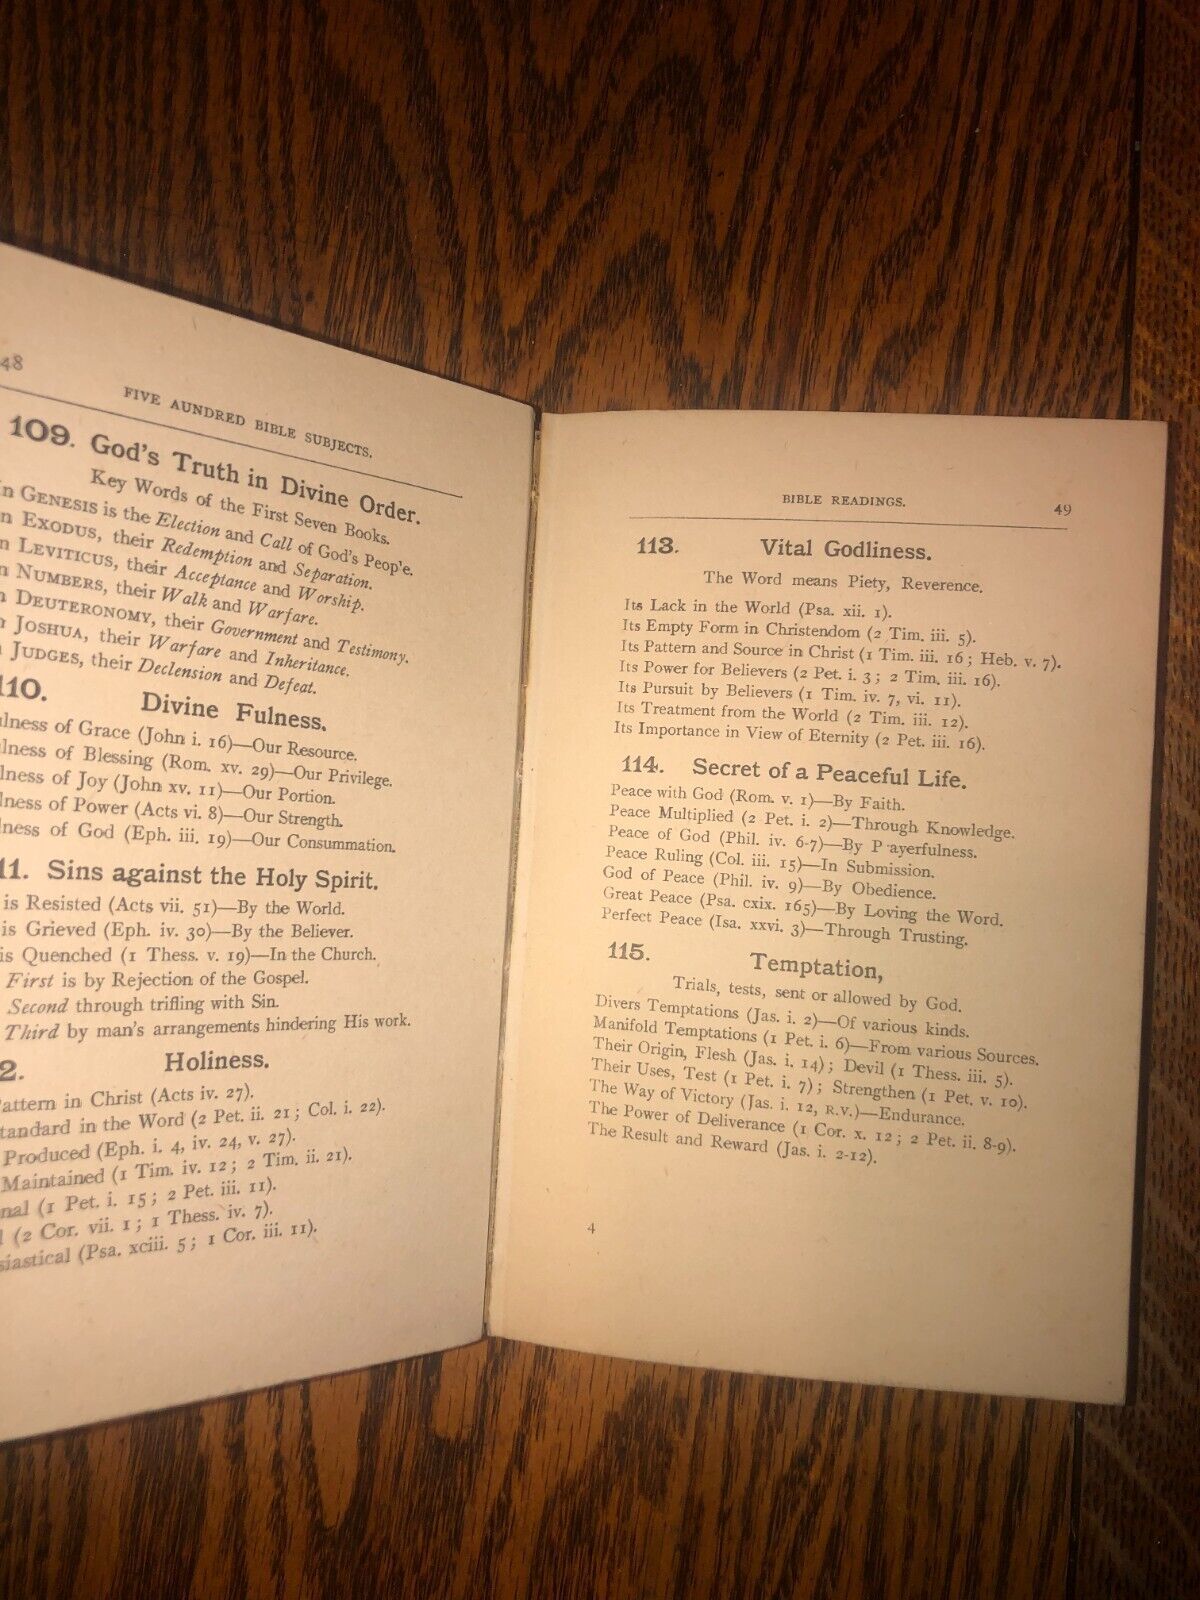 48
FIVE AUNDRED BIBLE SUBJECTS.
109. God's Truth in Divine Order.
Key Words of the First Seven Books.
In GENESIS is the Election and Call of God's Peop'e.
n EXODUS, their Redemption and Separation.
n LEVITICUS, their Acceptance and Worship.
n NUMBERS, their Walk and Warfare.
n DEUTERONOMY, their Government and Testimony.
n JOSHUA, their Warfare and Inheritance.
JUDGES, their Declension and Defeat.
110. Divine Fulness.
ulness of Grace (John i. 16)—Our Resource.
ulness of Blessing (Rom. xv. 29)—Our Privilege.
lness of Joy (John xv. 11)—Our Portion.
lness of Power (Acts vi. 8)—Our Strength.
lness of God (Eph. iii. 19)—Our Consummation.
11. Sins against the Holy Spirit.
is Resisted (Acts vii. 51)—By the World.
is Grieved (Eph. iv. 30)—By the Believer.
is Quenched (1 Thess. v. 19)—In the Church.
First is by Rejection of the Gospel.
Second through trifling with Sin.
Third by man's arrangements hindering His work.
2. Holiness.
attern in Christ (Acts iv. 27).
tandard in the Word (2 Pet. ii. 21; Col. i. 22).
Produced (Eph. i. 4, iv. 24, v. 27).
Maintained (1 Tim. iv. 12; 2 Tim. ii. 21).
nal (1 Pet. i. 15; 2 Pet. iii. 11).
l (2 Cor. vii. 1; 1 Thess. iv. 7).
siastical (Psa. xciii. 5; 1 Cor. iii. 11).
BIBLE READINGS.
49
113. Vital Godliness.
The Word means Piety, Reverence.
Its Lack in the World (Psa. xii. 1).
Its Empty Form in Christendom (2 Tim. iii. 5).
Its Pattern and Source in Christ (1 Tim. iii. 16; Heb. v. 7).
Its Power for Believers (2 Pet. i. 3; 2 Tim. iii. 16).
Its Pursuit by Believers (1 Tim. iv. 7, vi. 11).
Its Treatment from the World (2 Tim. iii. 12).
Its Importance in View of Eternity (2 Pet. iii. 16).
114. Secret of a Peaceful Life.
Peace with God (Rom. v. 1)—By Faith.
Peace Multiplied (2 Pet. i. 2)—Through Knowledge.
Peace of God (Phil. iv. 6-7)—By P ayerfulness.
Peace Ruling (Col. iii. 15)—In Submission.
God of Peace (Phil. iv. 9)—By Obedience.
Great Peace (Psa. cxix. 165)—By Loving the Word.
Perfect Peace (Isa. xxvi. 3)—Through Trusting.
115. Temptation,
Trials, tests, sent or allowed by God.
Divers Temptations (Jas. i. 2)—Of various kinds.
Manifold Temptations (1 Pet. i. 6)—From various Sources.
Their Origin, Flesh (Jas. i. 14); Devil (1 Thess. iii. 5).
Their Uses, Test (1 Pet. i. 7); Strengthen (1 Pet. v. 10).
The Way of Victory (Jas. i. 12, R.V.)—Endurance.
The Power of Deliverance (1 Cor. x. 12; 2 Pet. ii. 8-9).
The Result and Reward (Jas. i. 2-12).
4